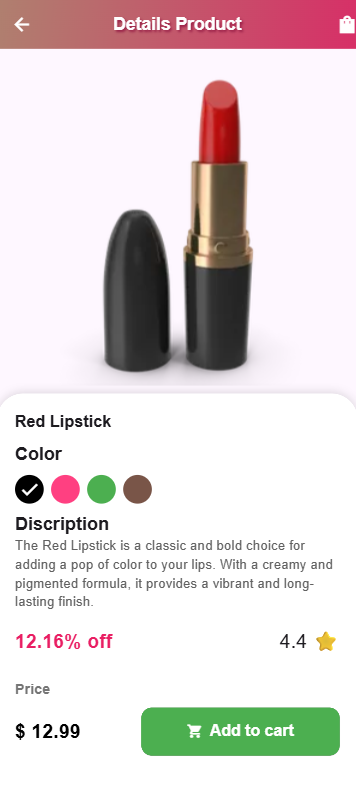 Details Product
Red Lipstick
Color
Discription
The Red Lipstick is a classic and bold choice for
adding a pop of color to your lips. With a creamy and
pigmented formula, it provides a vibrant and long-
lasting finish.
12.16% off
4.4
Price
$ 12.99
Add to cart